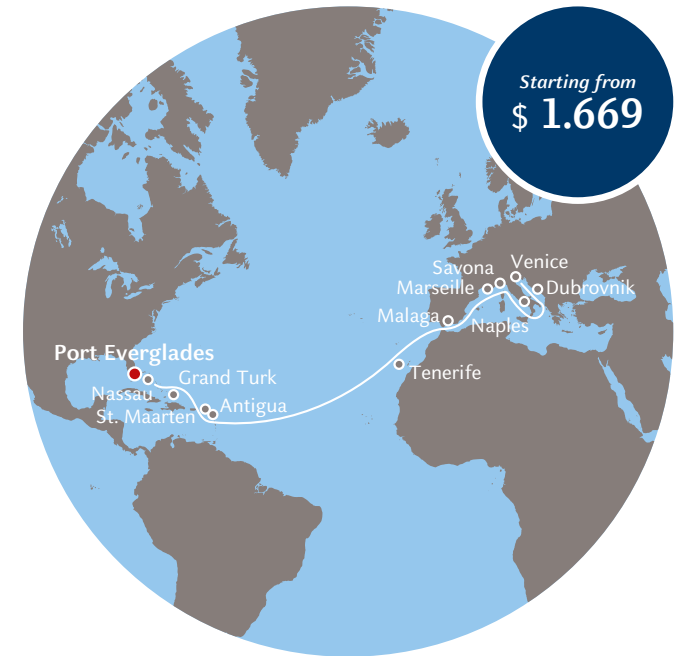 Starting from
$ 1.669
Venice
Savona
Dubrovnik
Marseille
Malaga
Naples
Port Everglades
Tenerife
Grand Turk
Nassau
Antigua
St. Maarten